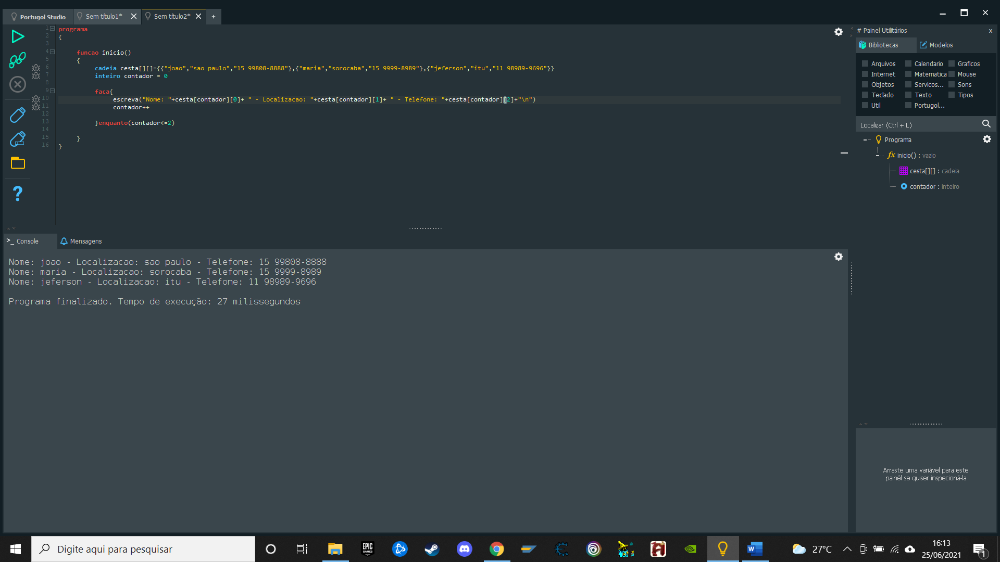 Portugol Studio
Sem título1*
Sem título2*
+
1 programa
2 {
3
4 funcao inicio()
5 {
6 cadeia cesta[][]={{"joao","sao paulo","15 99808-8888"},{"maria","sorocaba","15 9999-8989"},{"jeferson","itu","11 98989-9696"}}
7 inteiro contador = 0
8
9 faca{
10 escreva("Nome: "+cesta[contador][0]+ " - Localizacao: "+cesta[contador][1]+ " - Telefone: "+cesta[contador][2]+"\n")
11 contador++
12
13 }enquanto(contador<=2)
14
15 }
16 }
# Painel Utilitários x
Bibliotecas Modelos
Arquivos Calendario Graficos
Internet Matematica Mouse
Objetos Servicos... Sons
Teclado Texto Tipos
Util Portugol...
Localizar (Ctrl + L)
Programa
fx inicio() : vazio
cesta[][] : cadeia
contador : inteiro
Arraste uma variável para este
painél se quiser inspecioná-la
>_ Console
Mensagens
Nome: joao - Localizacao: sao paulo - Telefone: 15 99808-8888
Nome: maria - Localizacao: sorocaba - Telefone: 15 9999-8989
Nome: jeferson - Localizacao: itu - Telefone: 11 98989-9696
Programa finalizado. Tempo de execução: 27 milissegundos
Digite aqui para pesquisar
EPIC
GAMES
W
27°C
16:13
25/06/2021
1